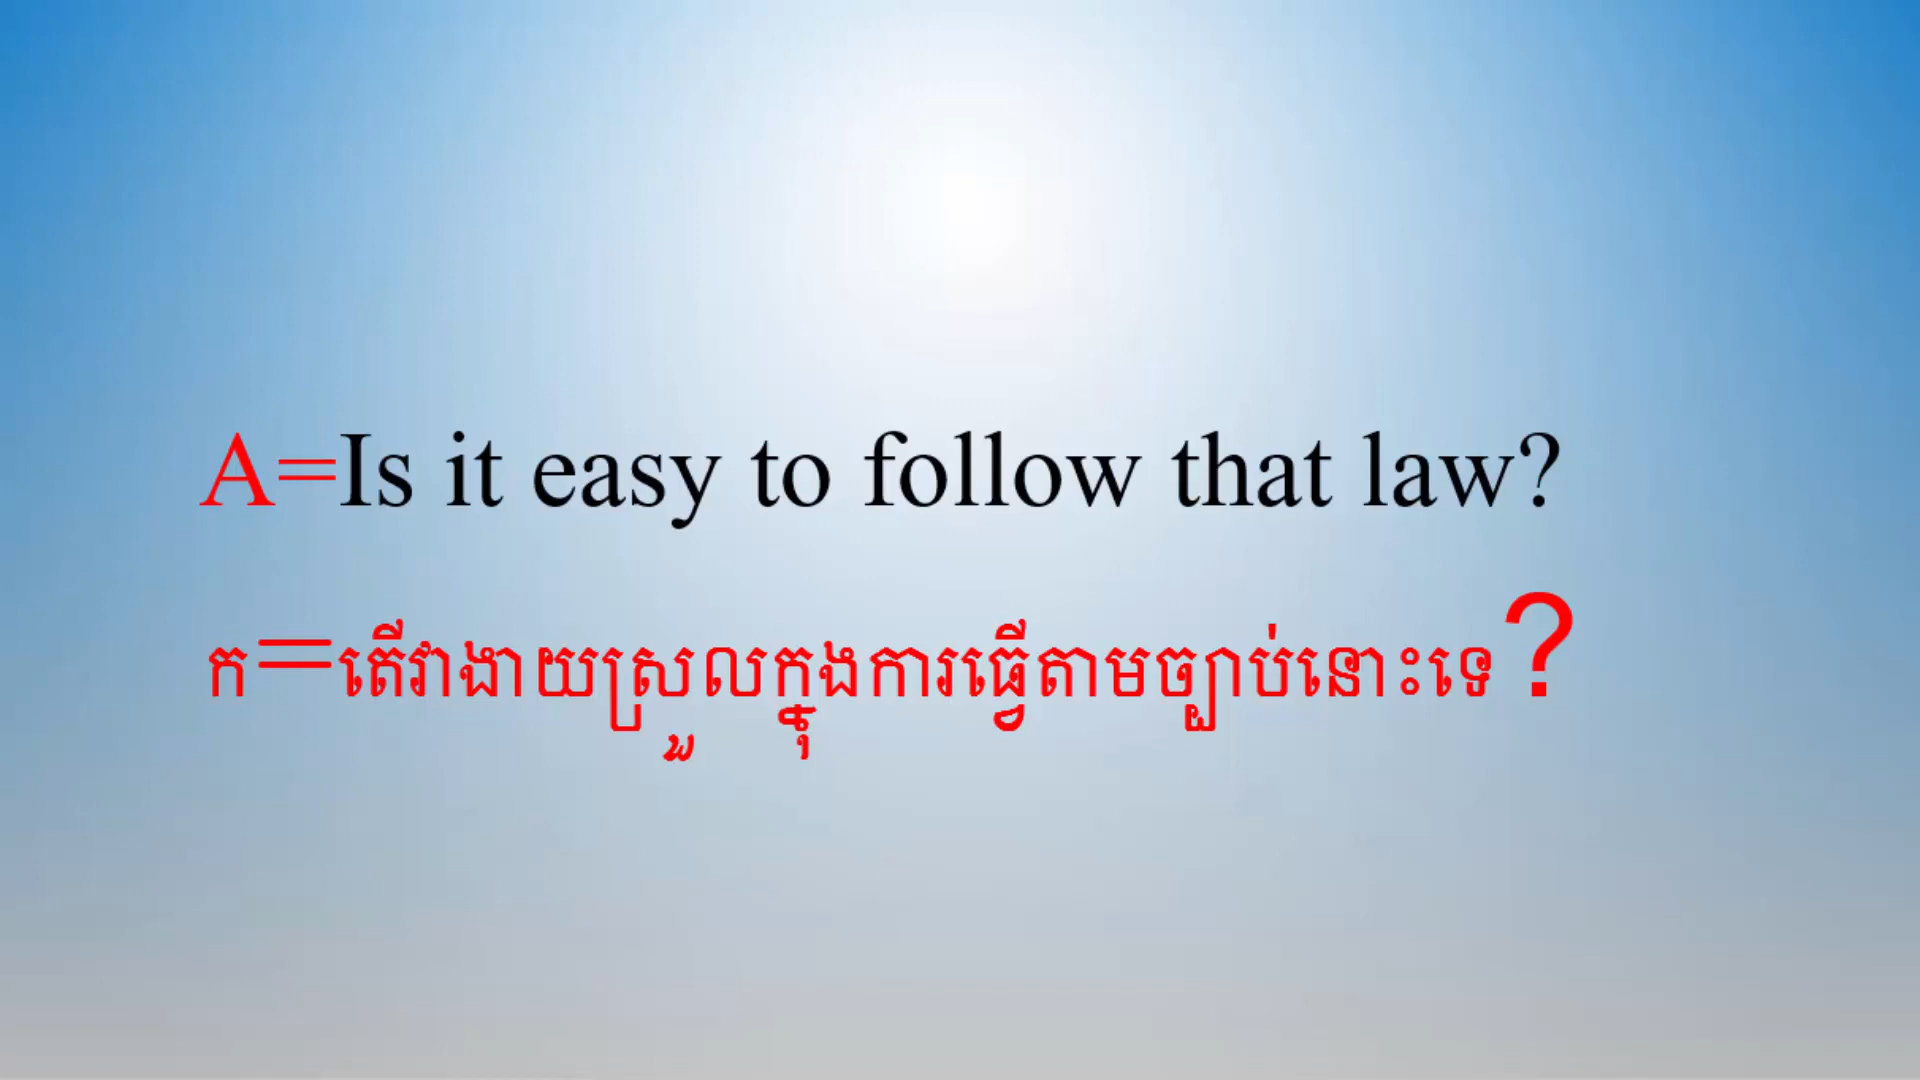 A=Is it easy to follow that law?
ក=តើវាងាយស្រួលក្នុងការធ្វើតាមច្បាប់នោះទេ?